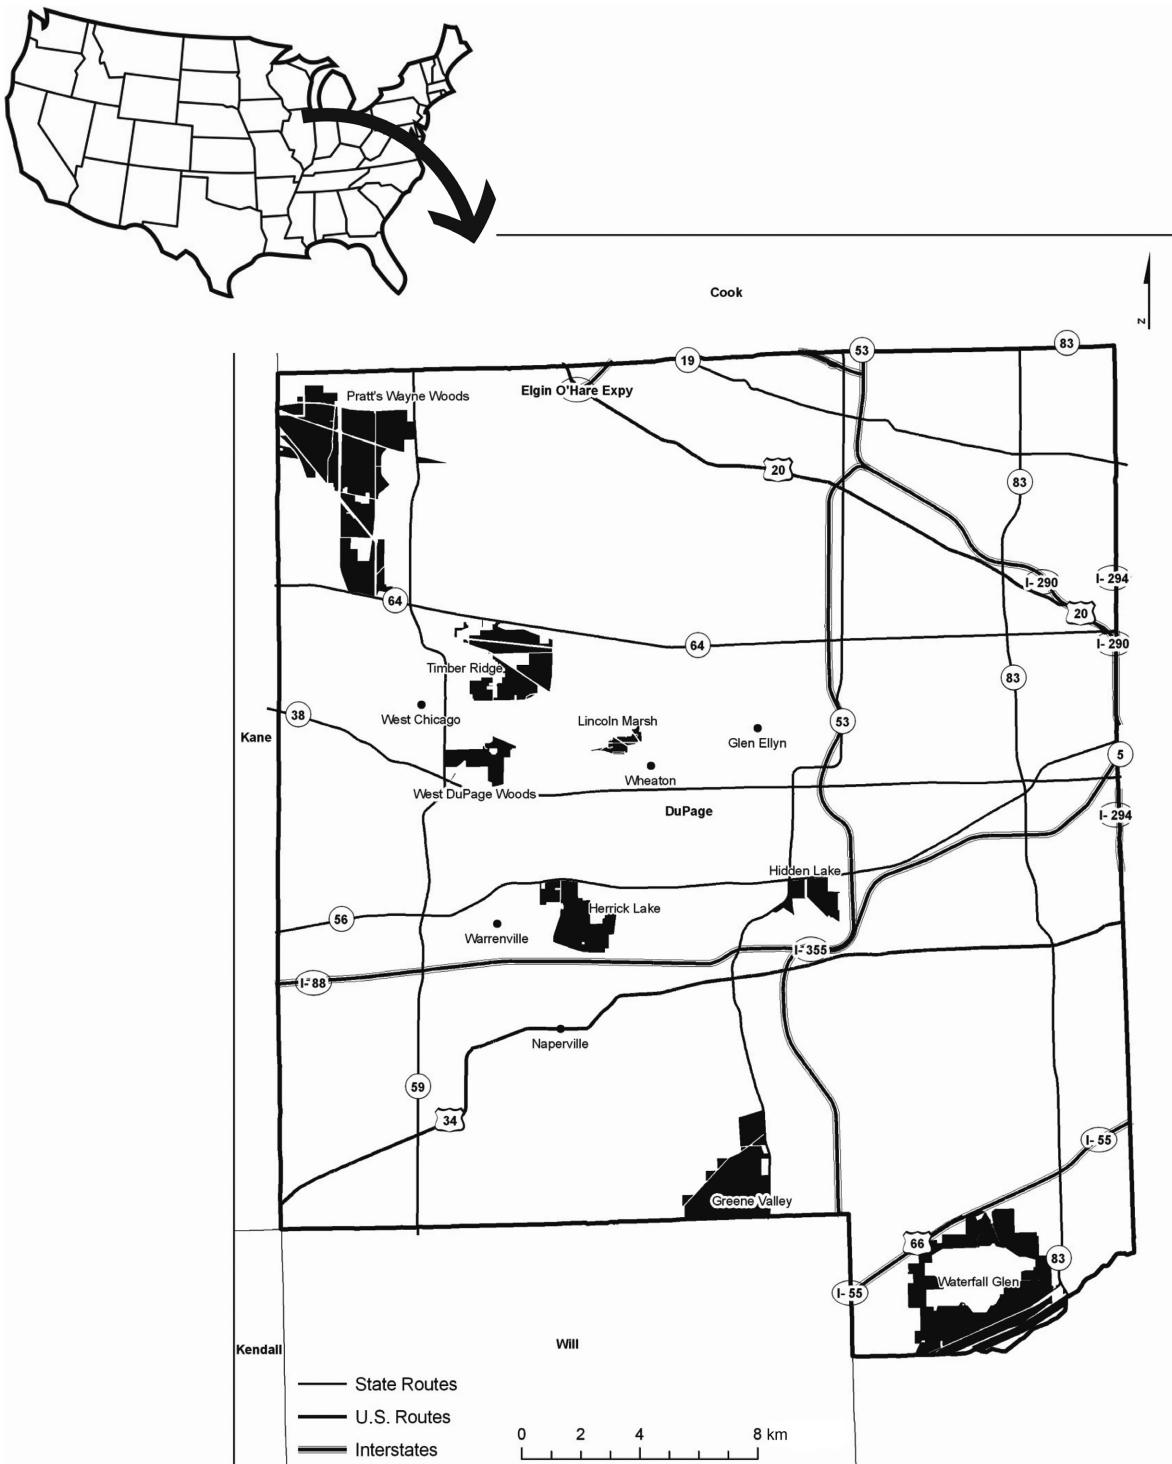 Cook
N
83
53
19
Pratt's Wayne Woods
Elgin O'Hare Expy
20
83
I- 290
I- 294
64
20
64
I- 290
Timber Ridge
83
38
West Chicago
Lincoln Marsh
53
Kane
Glen Ellyn
5
Wheaton
West DuPage Woods
DuPage
I- 294
Hidden Lake
56
Herrick Lake
Warrenville
I- 355
I- 88
Naperville
59
34
I- 55
Greene Valley
66
83
Waterfall Glen
I- 55
Kendall
Will
State Routes
U.S. Routes
Interstates
0 2 4 8 km